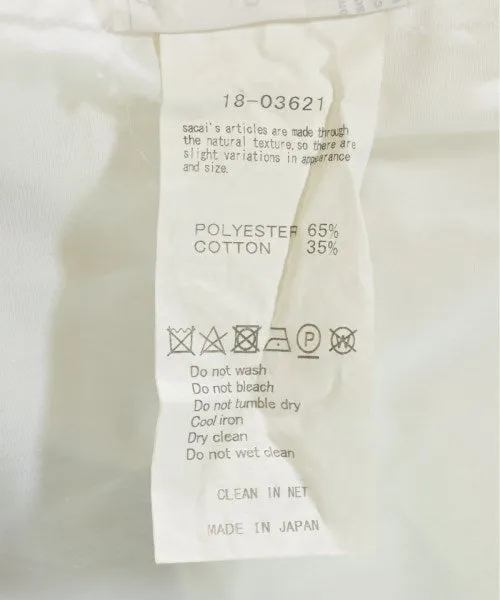 18-03621
sacai's articles are made through
the natural texture, so there are
slight variations in appearance
and size.
POLYESTER 65%
COTTON 35%
P W
Do not wash
Do not bleach
Do not tumble dry
Cool iron
Dry clean
Do not wet clean
CLEAN IN NET
MADE IN JAPAN